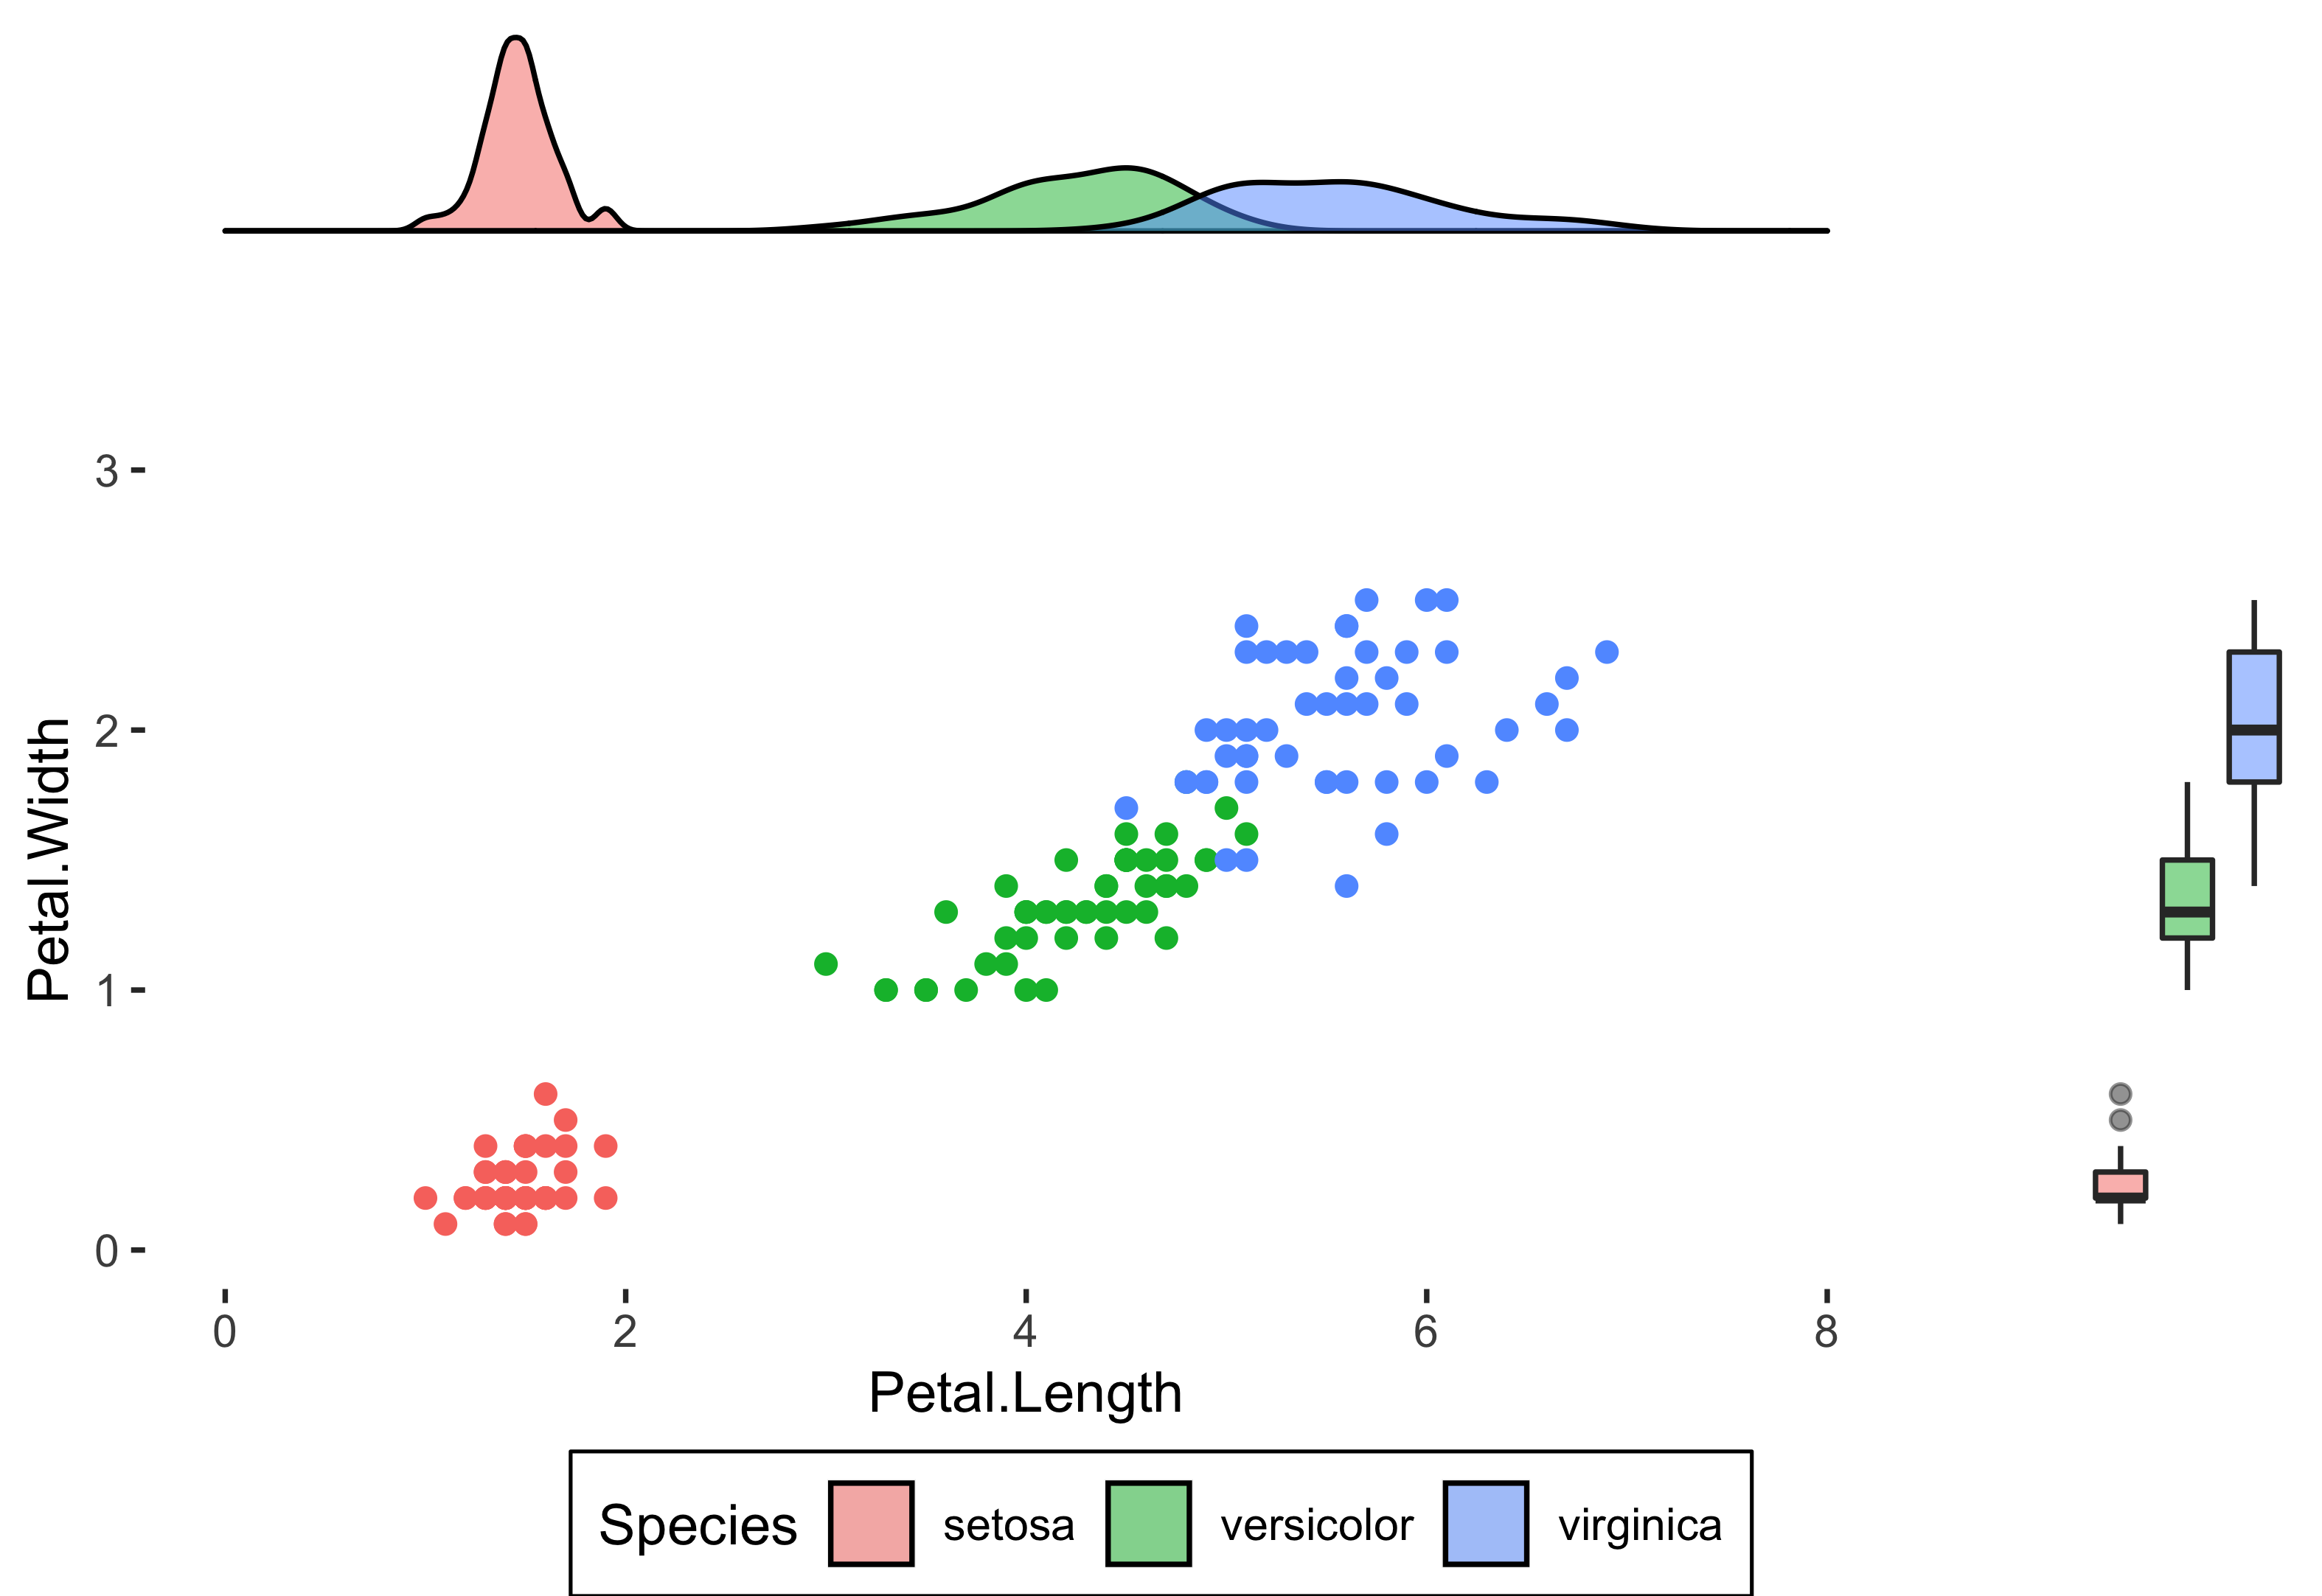 3
2
1
0
Petal.Width
0 2 4 6 8
Petal.Length
Species setosa versicolor virginica